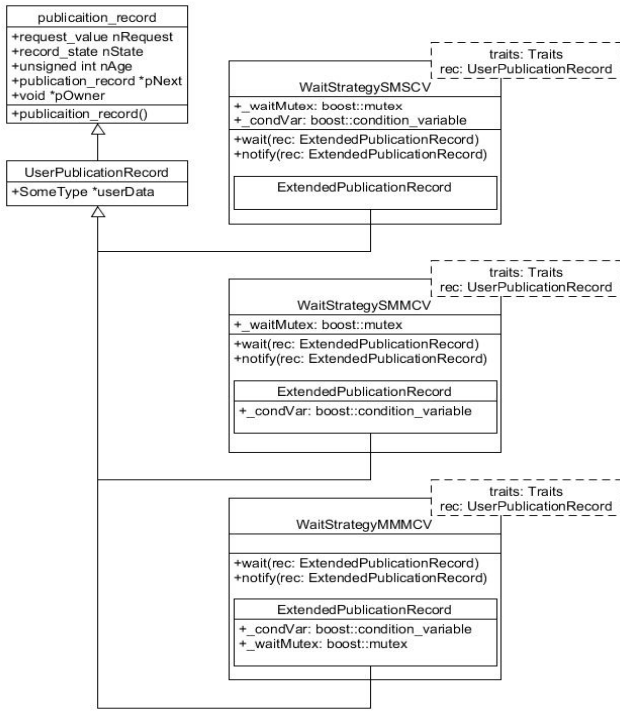 publicaition_record
+request_value nRequest
+record_state nState
+unsigned int nAge
+publication_record *pNext
+void *pOwner
+publicaition_record()
UserPublicationRecord
+SomeType *userData
traits: Traits
rec: UserPublicationRecord
WaitStrategySMSCV
+_waitMutex: boost::mutex
+_condVar: boost::condition_variable
+wait(rec: ExtendedPublicationRecord)
+notify(rec: ExtendedPublicationRecord)
ExtendedPublicationRecord
traits: Traits
rec: UserPublicationRecord
WaitStrategySMMCV
+_waitMutex: boost::mutex
+wait(rec: ExtendedPublicationRecord)
+notify(rec: ExtendedPublicationRecord)
ExtendedPublicationRecord
+_condVar: boost::condition_variable
traits: Traits
rec: UserPublicationRecord
WaitStrategyMMMCV
+wait(rec: ExtendedPublicationRecord)
+notify(rec: ExtendedPublicationRecord)
ExtendedPublicationRecord
+_condVar: boost::condition_variable
+_waitMutex: boost::mutex